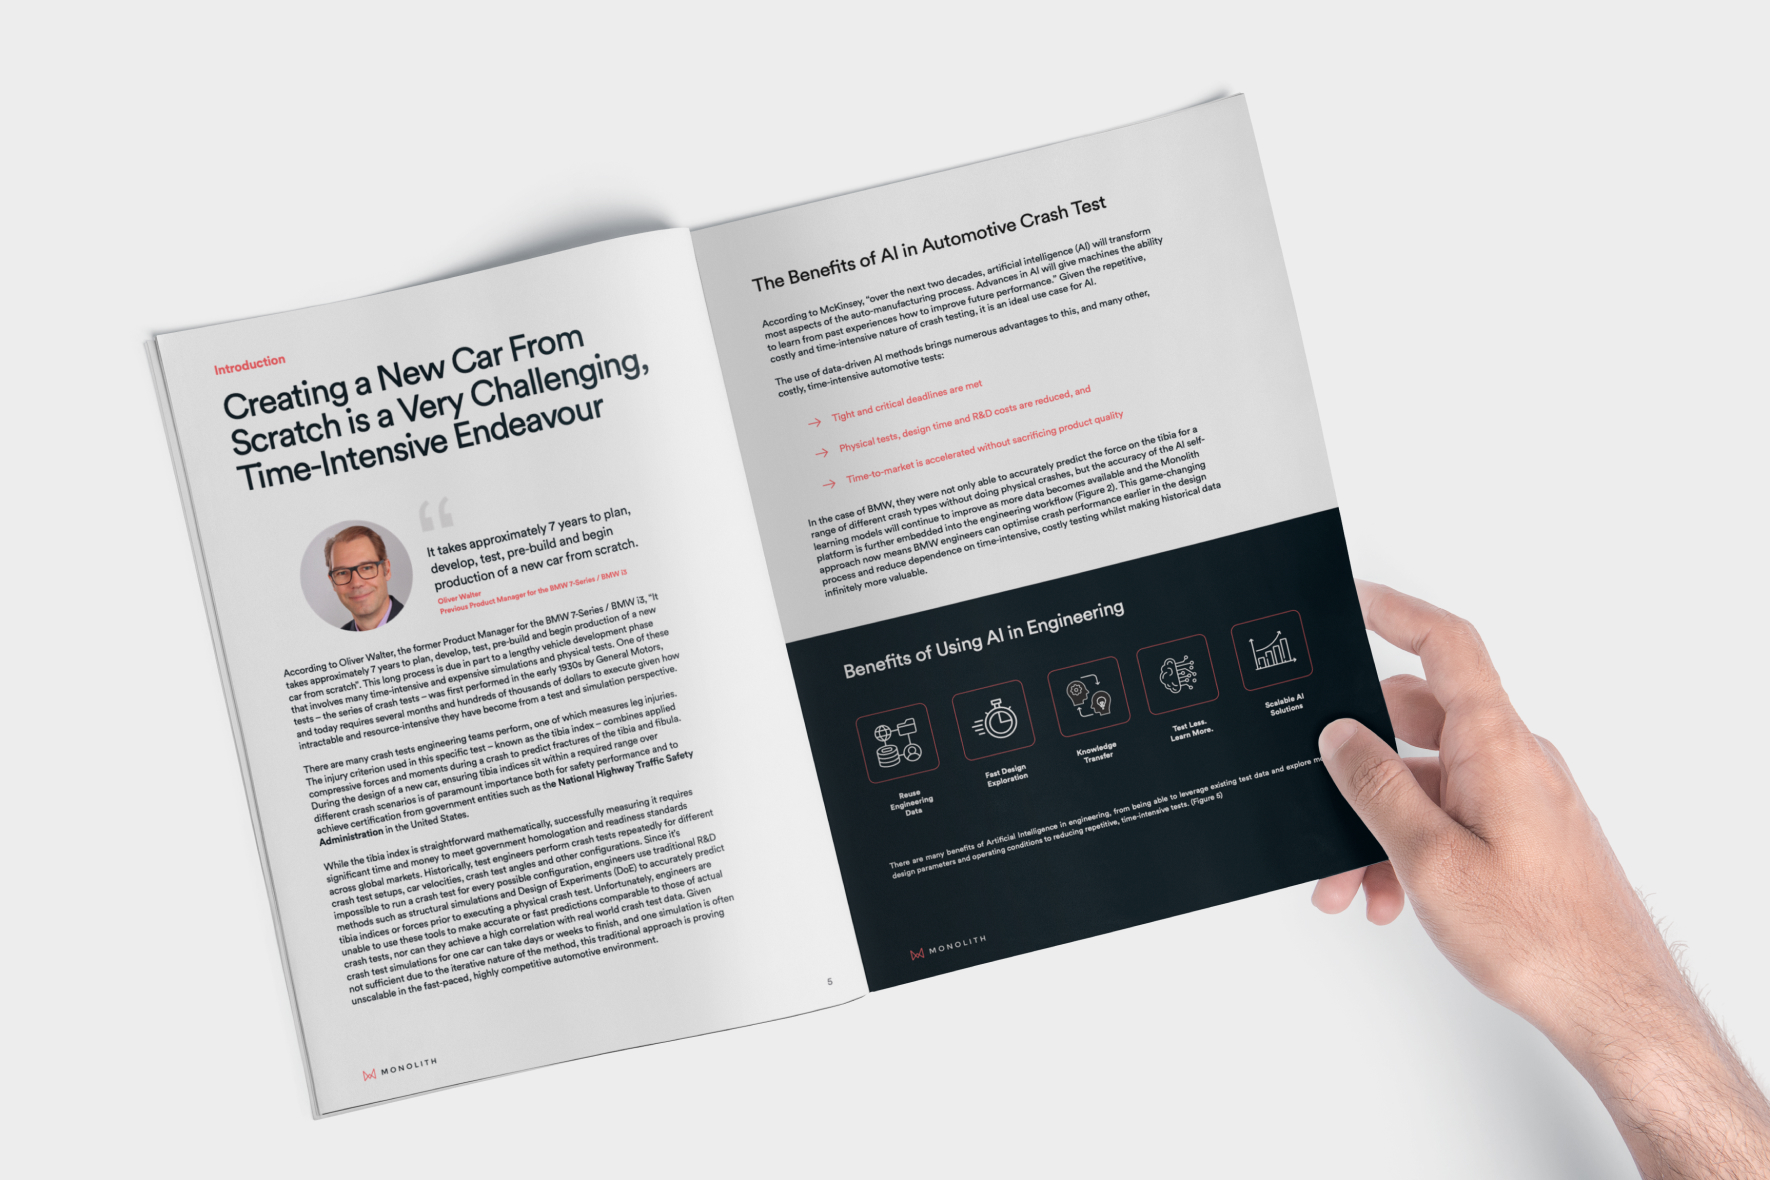 Introduction
Creating a New Car From
Scratch is a Very Challenging,
Time-Intensive Endeavour
“
It takes approximately 7 years to plan,
develop, test, pre-build and begin
production of a new car from scratch.
Oliver Walter
Previous Product Manager for the BMW 7-Series / BMW i3
According to Oliver Walter, the former Product Manager for the BMW 7-Series / BMW i3, "It
takes approximately 7 years to plan, develop, test, pre-build and begin production of a new
car from scratch". This long process is due in part to a lengthy vehicle development phase
that involves many time-intensive and expensive simulations and physical tests. One of these
tests – the series of crash tests – was first performed in the early 1930s by General Motors,
and today requires several months and hundreds of thousands of dollars to execute given how
intractable and resource-intensive they have become from a test and simulation perspective.
There are many crash tests engineering teams perform, one of which measures leg injuries.
The injury criterion used in this specific test – known as the tibia index – combines applied
compressive forces and moments during a crash to predict fractures of the tibia and fibula.
During the design of a new car, ensuring tibia indices sit within a required range over
different crash scenarios is of paramount importance both for safety performance and to
achieve certification from government entities such as the National Highway Traffic Safety
Administration in the United States.
While the tibia index is straightforward mathematically, successfully measuring it requires
significant time and money to meet government homologation and readiness standards
across global markets. Historically, test engineers perform crash tests repeatedly for different
crash test setups, car velocities, crash test angles and other configurations. Since it's
impossible to run a crash test for every possible configuration, engineers use traditional R&D
methods such as structural simulations and Design of Experiments (DoE) to accurately predict
tibia indices or forces prior to executing a physical crash test. Unfortunately, engineers are
unable to use these tools to make accurate or fast predictions comparable to those of actual
crash tests, nor can they achieve a high correlation with real world crash test data. Given
crash test simulations for one car can take days or weeks to finish, and one simulation is often
not sufficient due to the iterative nature of the method, this traditional approach is proving
unscalable in the fast-paced, highly competitive automotive environment.
5
MONOLITH
The Benefits of AI in Automotive Crash Test
According to McKinsey, "over the next two decades, artificial intelligence (AI) will transform
most aspects of the auto-manufacturing process. Advances in AI will give machines the ability
to learn from past experiences how to improve future performance." Given the repetitive,
costly and time-intensive nature of crash testing, it is an ideal use case for AI.
The use of data-driven AI methods brings numerous advantages to this, and many other,
costly, time-intensive automotive tests:
→ Tight and critical deadlines are met
→ Physical tests, design time and R&D costs are reduced, and
→ Time-to-market is accelerated without sacrificing product quality
In the case of BMW, they were not only able to accurately predict the force on the tibia for a
range of different crash types without doing physical crashes, but the accuracy of the AI self-
learning models will continue to improve as more data becomes available and the Monolith
platform is further embedded into the engineering workflow (Figure 2). This game-changing
approach now means BMW engineers can optimise crash performance earlier in the design
process and reduce dependence on time-intensive, costly testing whilst making historical data
infinitely more valuable.
Benefits of Using AI in Engineering
Reuse
Engineering
Data
Fast Design
Exploration
Knowledge
Transfer
Test Less.
Learn More.
Scalable AI
Solutions
There are many benefits of Artificial Intelligence in engineering, from being able to leverage existing test data and explore
design parameters and operating conditions to reducing repetitive, time-intensive tests. (Figure 5)
MONOLITH